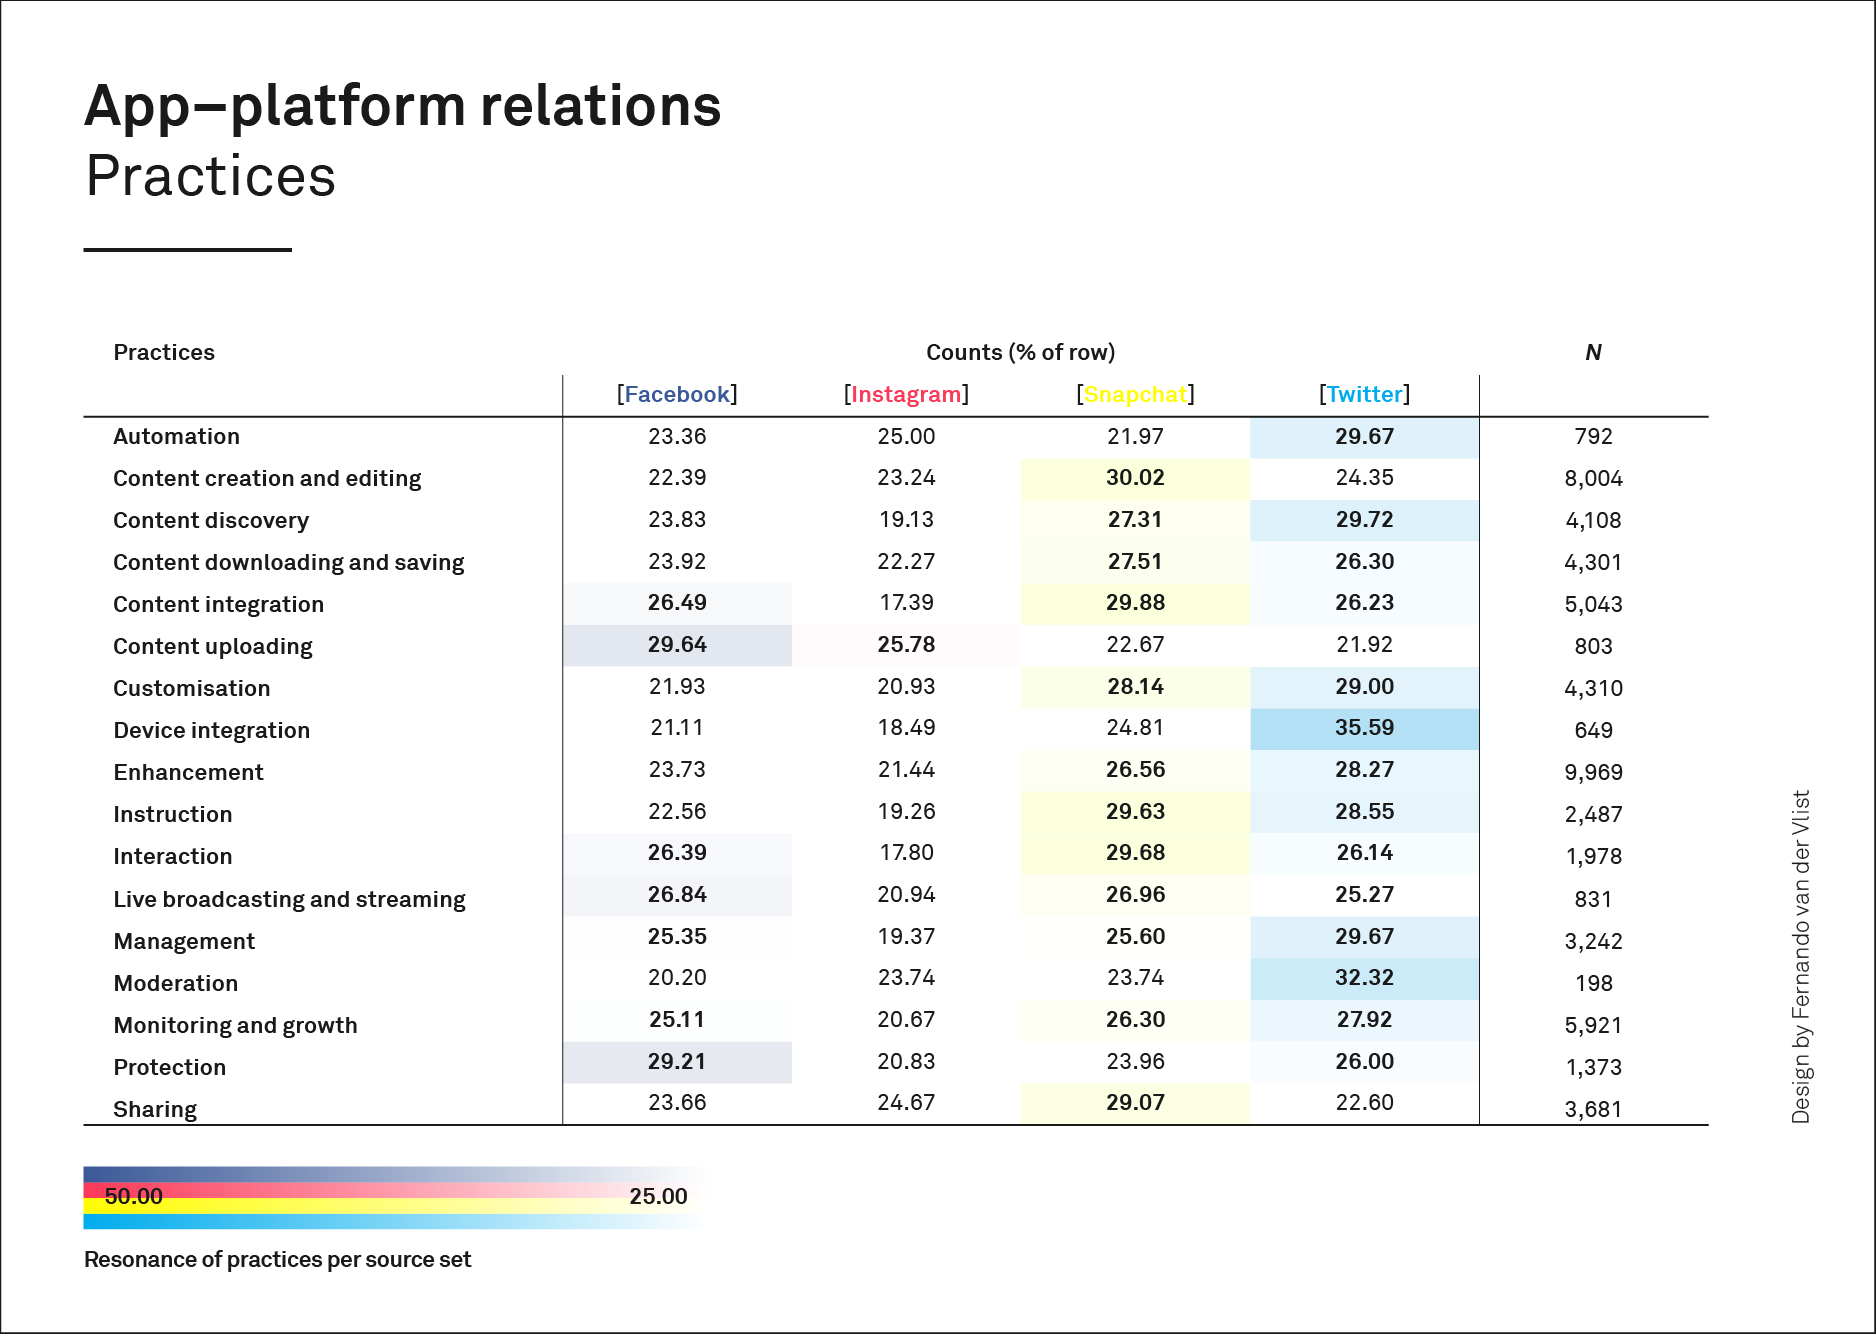 App–platform relations
Practices
Practices Counts (% of row) N
[Facebook] [Instagram] [Snapchat] [Twitter]
Automation 23.36 25.00 21.97 29.67 792
Content creation and editing 22.39 23.24 30.02 24.35 8,004
Content discovery 23.83 19.13 27.31 29.72 4,108
Content downloading and saving 23.92 22.27 27.51 26.30 4,301
Content integration 26.49 17.39 29.88 26.23 5,043
Content uploading 29.64 25.78 22.67 21.92 803
Customisation 21.93 20.93 28.14 29.00 4,310
Device integration 21.11 18.49 24.81 35.59 649
Enhancement 23.73 21.44 26.56 28.27 9,969
Instruction 22.56 19.26 29.63 28.55 2,487
Interaction 26.39 17.80 29.68 26.14 1,978
Live broadcasting and streaming 26.84 20.94 26.96 25.27 831
Management 25.35 19.37 25.60 29.67 3,242
Moderation 20.20 23.74 23.74 32.32 198
Monitoring and growth 25.11 20.67 26.30 27.92 5,921
Protection 29.21 20.83 23.96 26.00 1,373
Sharing 23.66 24.67 29.07 22.60 3,681
50.00 25.00
Resonance of practices per source set
Design by Fernando van der Vlist